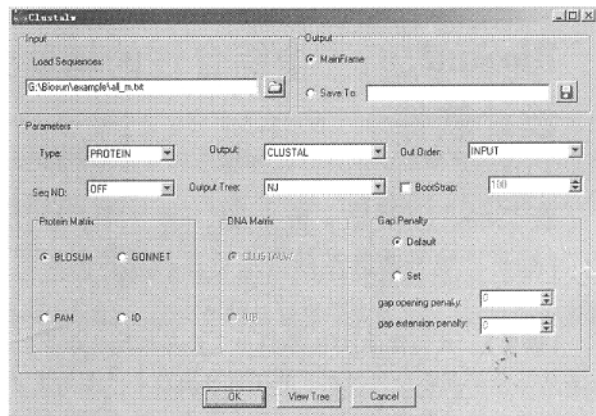 Clustalw
Input
Load Sequences:
G:\Biosun\example\all_m.txt
Output
MainFrame
Save To:
Parameters
Type: PROTEIN Output: CLUSTAL Out Order: INPUT
Seq NO: OFF Output Tree: NJ BootStrap: 100
Protein Matrix
BLOSUM GONNET
PAM ID
DNA Matrix
CLUSTALW
IUB
Gap Penalty
Default
Set
gap opening penalty: 0
gap extension penalty: 0
OK View Tree Cancel